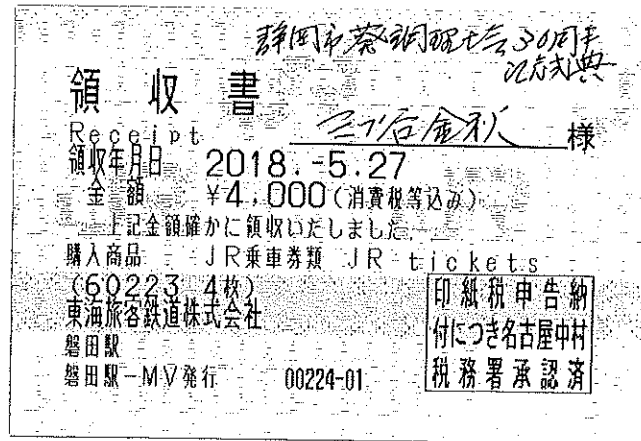 静岡市葵調理士会30周年
記念式典
領収書
Receipt
様
領収年月日 2018.-5.27
金額 ¥4,000(消費税等込み)
上記金額確かに領収いたしました
購入商品 JR乗車券類 JR tickets
(60223 4枚)
東海旅客鉄道株式会社
磐田駅
磐田駅-MV発行 00224-01
印紙税申告納
付につき名古屋中村
税務署承認済